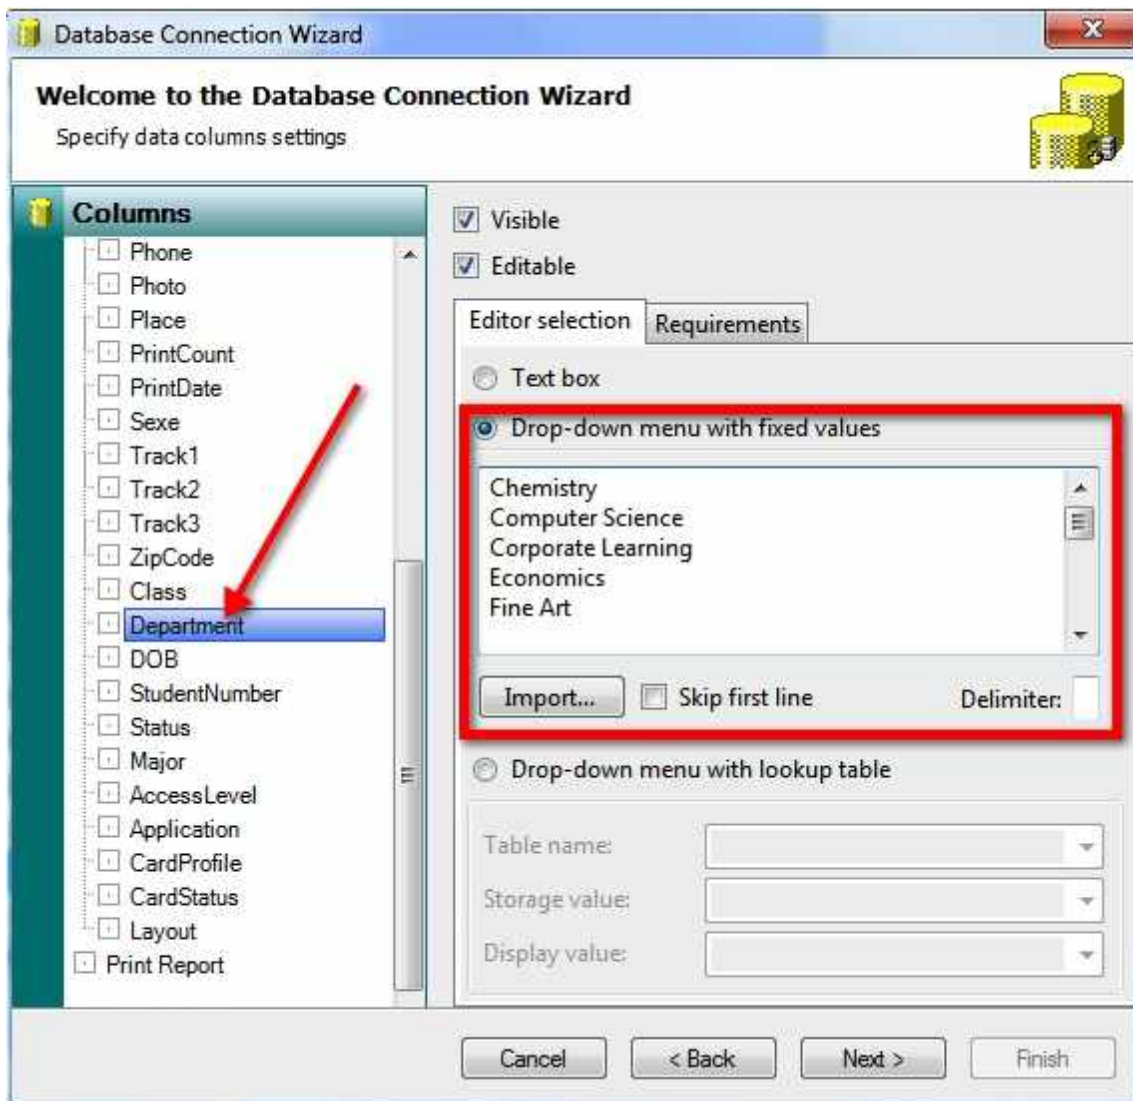 Database Connection Wizard
Welcome to the Database Connection Wizard
Specify data columns settings
Columns
Phone
Photo
Place
PrintCount
PrintDate
Sexe
Track1
Track2
Track3
ZipCode
Class
Department
DOB
StudentNumber
Status
Major
AccessLevel
Application
CardProfile
CardStatus
Layout
Print Report
Visible
Editable
Editor selection
Requirements
Text box
Drop-down menu with fixed values
Chemistry
Computer Science
Corporate Learning
Economics
Fine Art
Import... Skip first line Delimiter:
Drop-down menu with lookup table
Table name:
Storage value:
Display value:
Cancel < Back Next > Finish